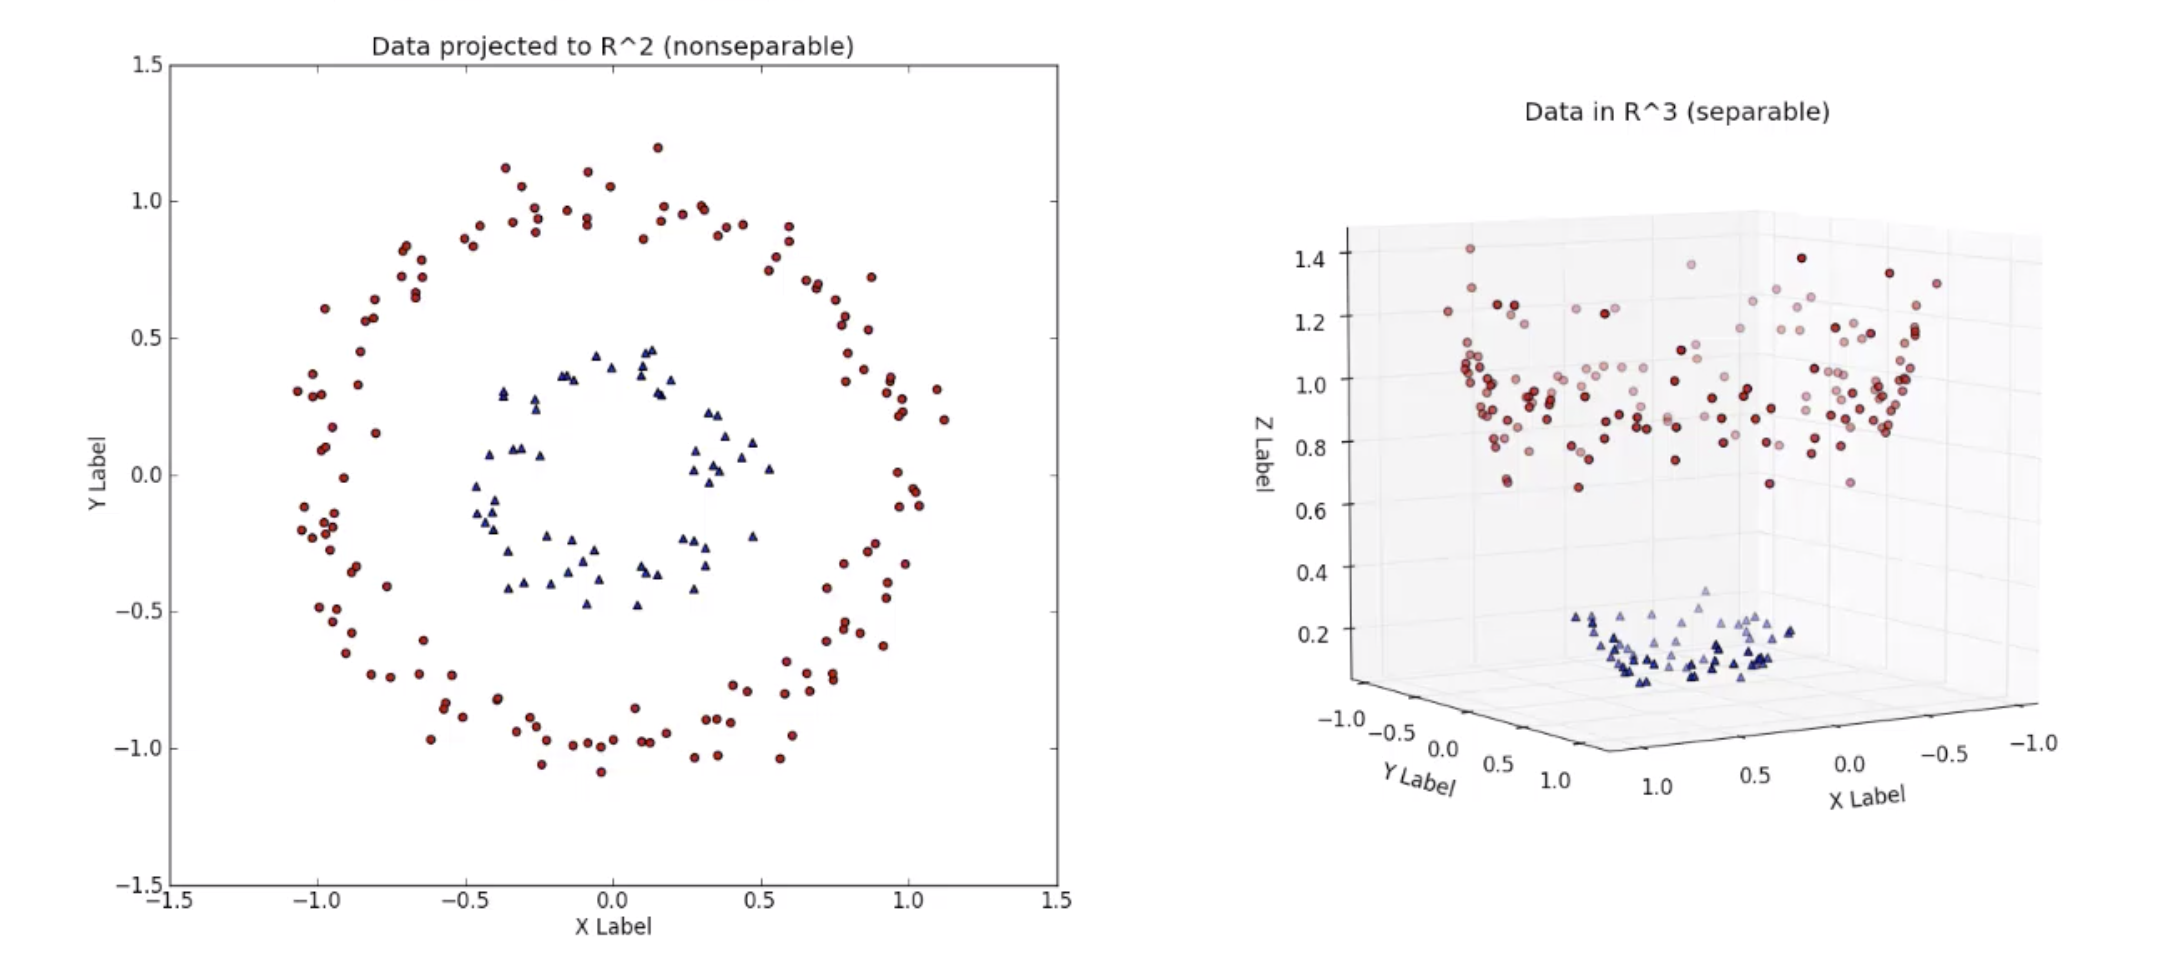 Data projected to R^2 (nonseparable)
1.5
1.0
0.5
0.0
−0.5
−1.0
−1.5
Y Label
−1.5 −1.0 −0.5 0.0 0.5 1.0 1.5
X Label
Data in R^3 (separable)
1.4
1.2
1.0
0.8
0.6
0.4
0.2
Z Label
−1.0 −0.5 0.0 0.5 1.0
Y Label
1.0 0.5 0.0 −0.5 −1.0
X Label